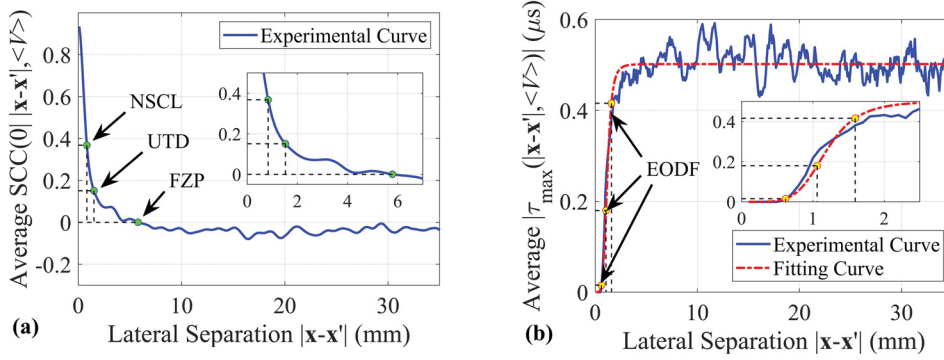 Average SCC(0| |x-x'|,<V>)
0.8
0.6
0.4
0.2
0
-0.2
0 10 20 30
Lateral Separation |x-x'| (mm)
(a)
Experimental Curve
NSCL
UTD
FZP
0.4
0.2
0
0 2 4 6
Average |τmax(|x-x'|,<V>)| (μs)
0.6
0.4
0.2
0
0 10 20 30
Lateral Separation |x-x'| (mm)
(b)
EODF
0.4
0.2
0
0 1 2
Experimental Curve
Fitting Curve